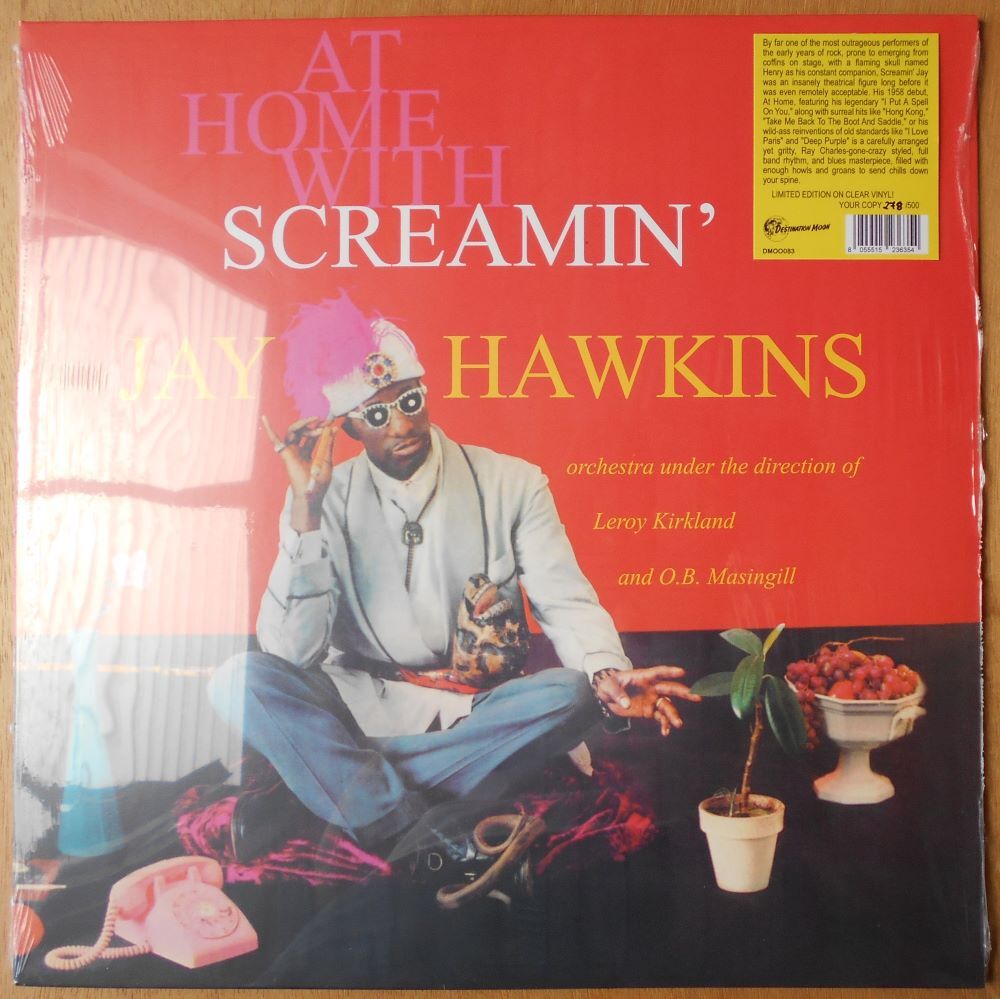 AT
HOME
WITH
SCREAMIN’
JAY HAWKINS
orchestra under the direction of
Leroy Kirkland
and O.B. Masingill
By far one of the most outrageous performers of
the early years of rock, prone to emerging from
coffins on stage, with a flaming skull named
Henry as his constant companion, Screamin' Jay
was an insanely theatrical figure long before it
was even remotely acceptable. His 1958 debut,
At Home, featuring his legendary "I Put A Spell
On You," along with surreal hits like "Hong Kong,"
"Take Me Back To The Boot And Saddle," or his
wild-ass reinventions of old standards like "I Love
Paris" and "Deep Purple" is a carefully arranged
yet gritty, Ray Charles-gone-crazy styled, full
band rhythm, and blues masterpiece, filled with
enough howls and groans to send chills down
your spine.
LIMITED EDITION ON CLEAR VINYL!
YOUR COPY 278 /500
DESTINATION MOON
DMOO083
8 055515 236354